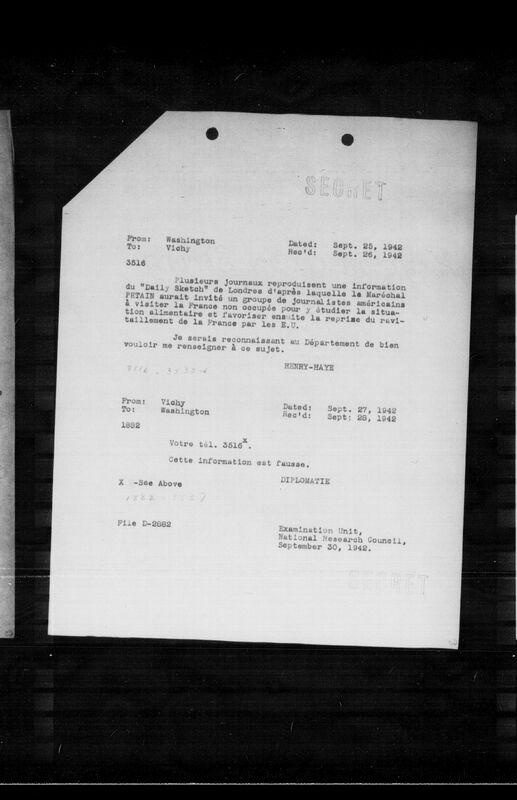 SECRET
From: Washington Dated: Sept. 25, 1942
To: Vichy Rec'd: Sept. 26, 1942
3516
Plusieurs journaux reproduisent une information
du "Daily Sketch" de Londres d'après laquelle le Maréchal
PETAIN aurait invité un groupe de journalistes américains
à visiter la France non occupée pour y étudier la situa-
tion alimentaire et favoriser ensuite la reprise du ravi-
taillement de la France par les E.U.
Je serais reconnaissant au Département de bien
vouloir me renseigner à ce sujet.
HENRY-HAYE
From: Vichy Dated: Sept. 27, 1942
To: Washington Rec'd: Sept. 28, 1942
1882
Votre tél. 3516x.
Cette information est fausse.
X -See Above DIPLOMATIE
File D-2882
Examination Unit,
National Research Council,
September 30, 1942.
SECRET